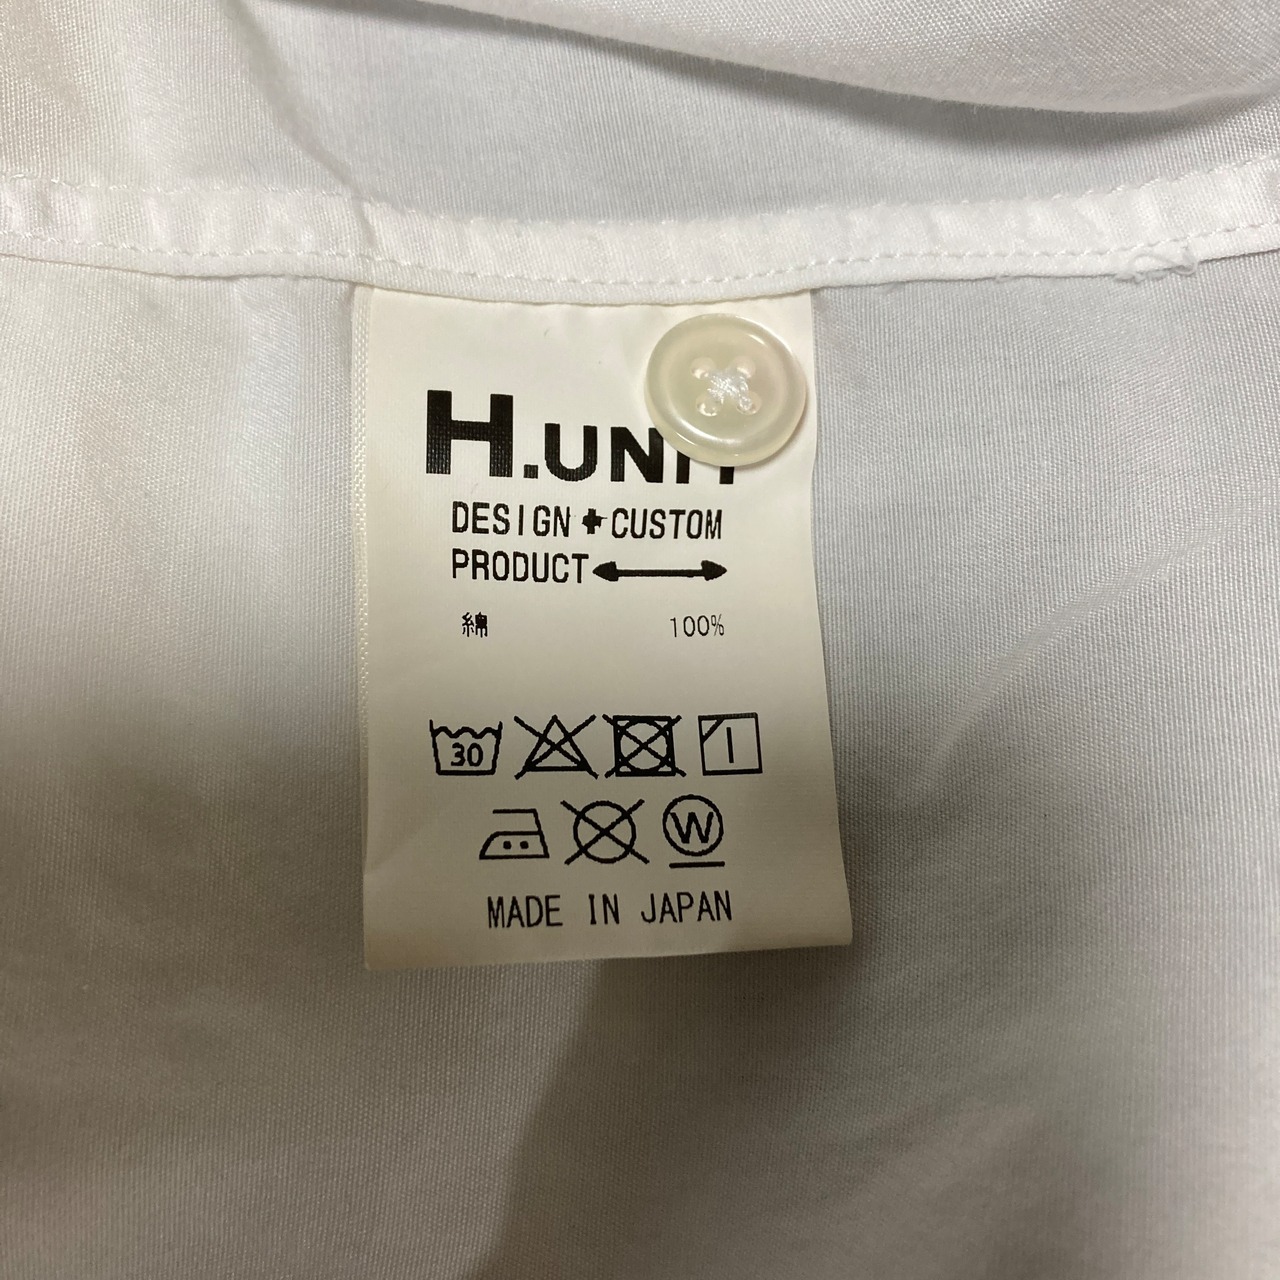 H.UNIT
DESIGN + CUSTOM
PRODUCT
綿 100%
30
W
MADE IN JAPAN